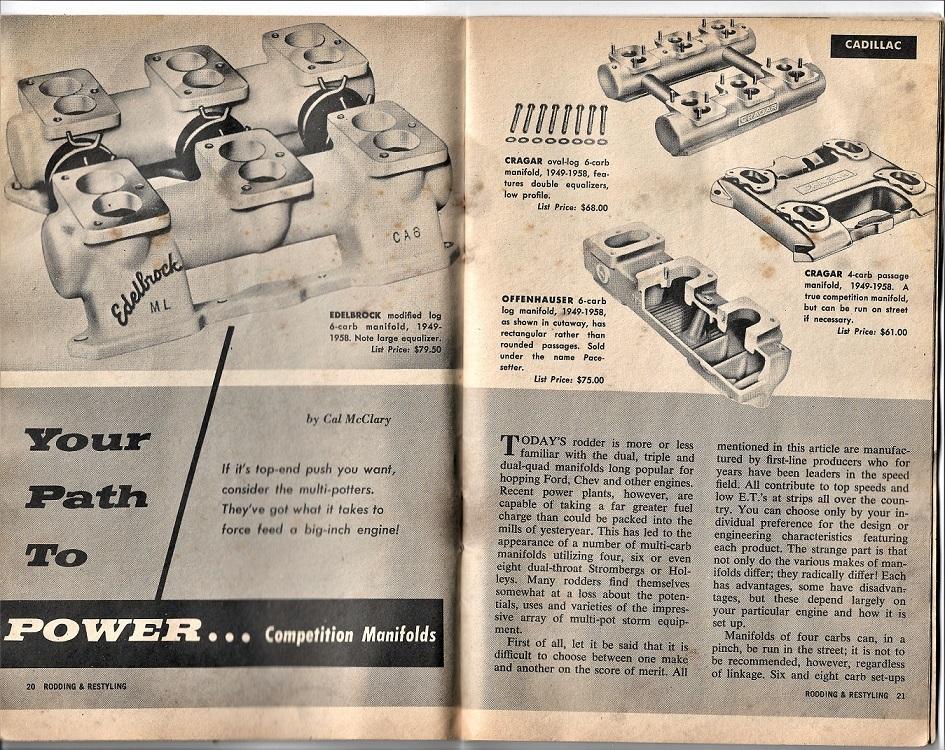 Edelbrock
ML
CA8
EDELBROCK modified log
6-carb manifold, 1949-
1958. Note large equalizer.
List Price: $79.50
by Cal McClary
Your
Path
To
If it's top-end push you want,
consider the multi-potters.
They've got what it takes to
force feed a big-inch engine!
POWER... Competition Manifolds
20 RODDING & RESTYLING
CADILLAC
CRAGAR
CRAGAR oval-log 6-carb
manifold, 1949-1958, fea-
tures double equalizers,
low profile.
List Price: $68.00
CRAGAR 4-carb passage
manifold, 1949-1958. A
true competition manifold,
but can be run on street
if necessary.
List Price: $61.00
OFFENHAUSER 6-carb
log manifold, 1949-1958,
as shown in cutaway, has
rectangular rather than
rounded passages. Sold
under the name Pace-
setter.
List Price: $75.00
TODAY'S rodder is more or less
familiar with the dual, triple and
dual-quad manifolds long popular for
hopping Ford, Chev and other engines.
Recent power plants, however, are
capable of taking a far greater fuel
charge than could be packed into the
mills of yesteryear. This has led to the
appearance of a number of multi-carb
manifolds utilizing four, six or even
eight dual-throat Strombergs or Hol-
leys. Many rodders find themselves
somewhat at a loss about the poten-
tials, uses and varieties of the impres-
sive array of multi-pot storm equip-
ment.
First of all, let it be said that it is
difficult to choose between one make
and another on the score of merit. All
mentioned in this article are manufac-
tured by first-line producers who for
years have been leaders in the speed
field. All contribute to top speeds and
low E.T.'s at strips all over the coun-
try. You can choose only by your in-
dividual preference for the design or
engineering characteristics featuring
each product. The strange part is that
not only do the various makes of man-
ifolds differ; they radically differ! Each
has advantages, some have disadvan-
tages, but these depend largely on
your particular engine and how it is
set up.
Manifolds of four carbs can, in a
pinch, be run in the street; it is not to
be recommended, however, regardless
of linkage. Six and eight carb set-ups
RODDING & RESTYLING 21